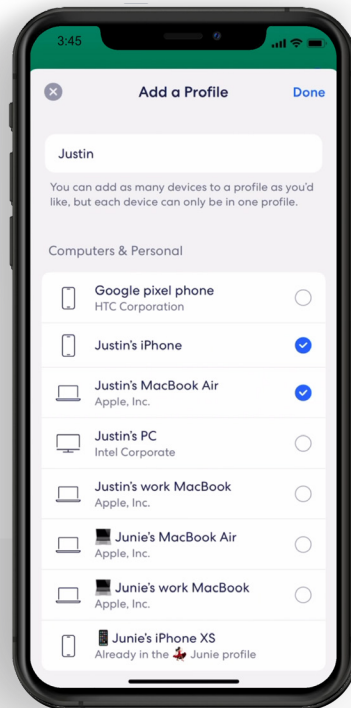 3:45
Add a Profile
Done
Justin
You can add as many devices to a profile as you'd
like, but each device can only be in one profile.
Computers & Personal
Google pixel phone
HTC Corporation
Justin's iPhone
Justin's MacBook Air
Apple, Inc.
Justin's PC
Intel Corporate
Justin's work MacBook
Apple, Inc.
💻 Junie's MacBook Air
Apple, Inc.
💻 Junie's work MacBook
Apple, Inc.
📱 Junie's iPhone XS
Already in the 💃 Junie profile